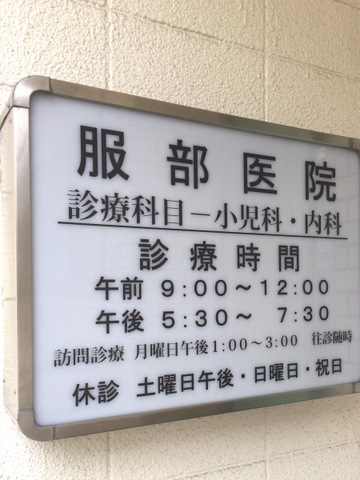 服部医院
診療科目－小児科・内科
診療時間
午前 9:00～12:00
午後 5:30～ 7:30
訪問診療 月曜日午後1:00～3:00 往診随時
休診 土曜日午後・日曜日・祝日